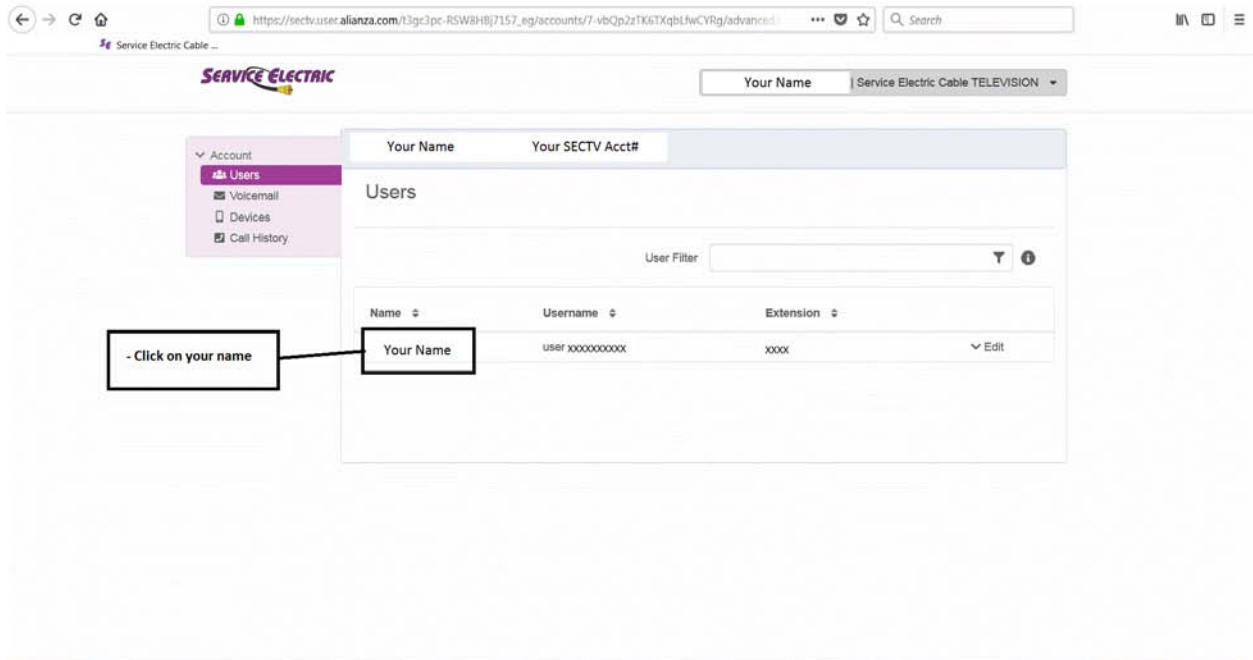 https://sectv.user.alianza.com/t3gc3pc-RSW8H8j7157_eg/accounts/7-vbQp2zTK6TXqbLfwCYRg/advanced
Search
Se Service Electric Cable ...
SERVICE ELECTRIC
Your Name | Service Electric Cable TELEVISION
Account
Users
Voicemail
Devices
Call History
Your Name Your SECTV Acct#
Users
User Filter
Name Username Extension
- Click on your name
Your Name user xxxxxxxxxx xxxx Edit